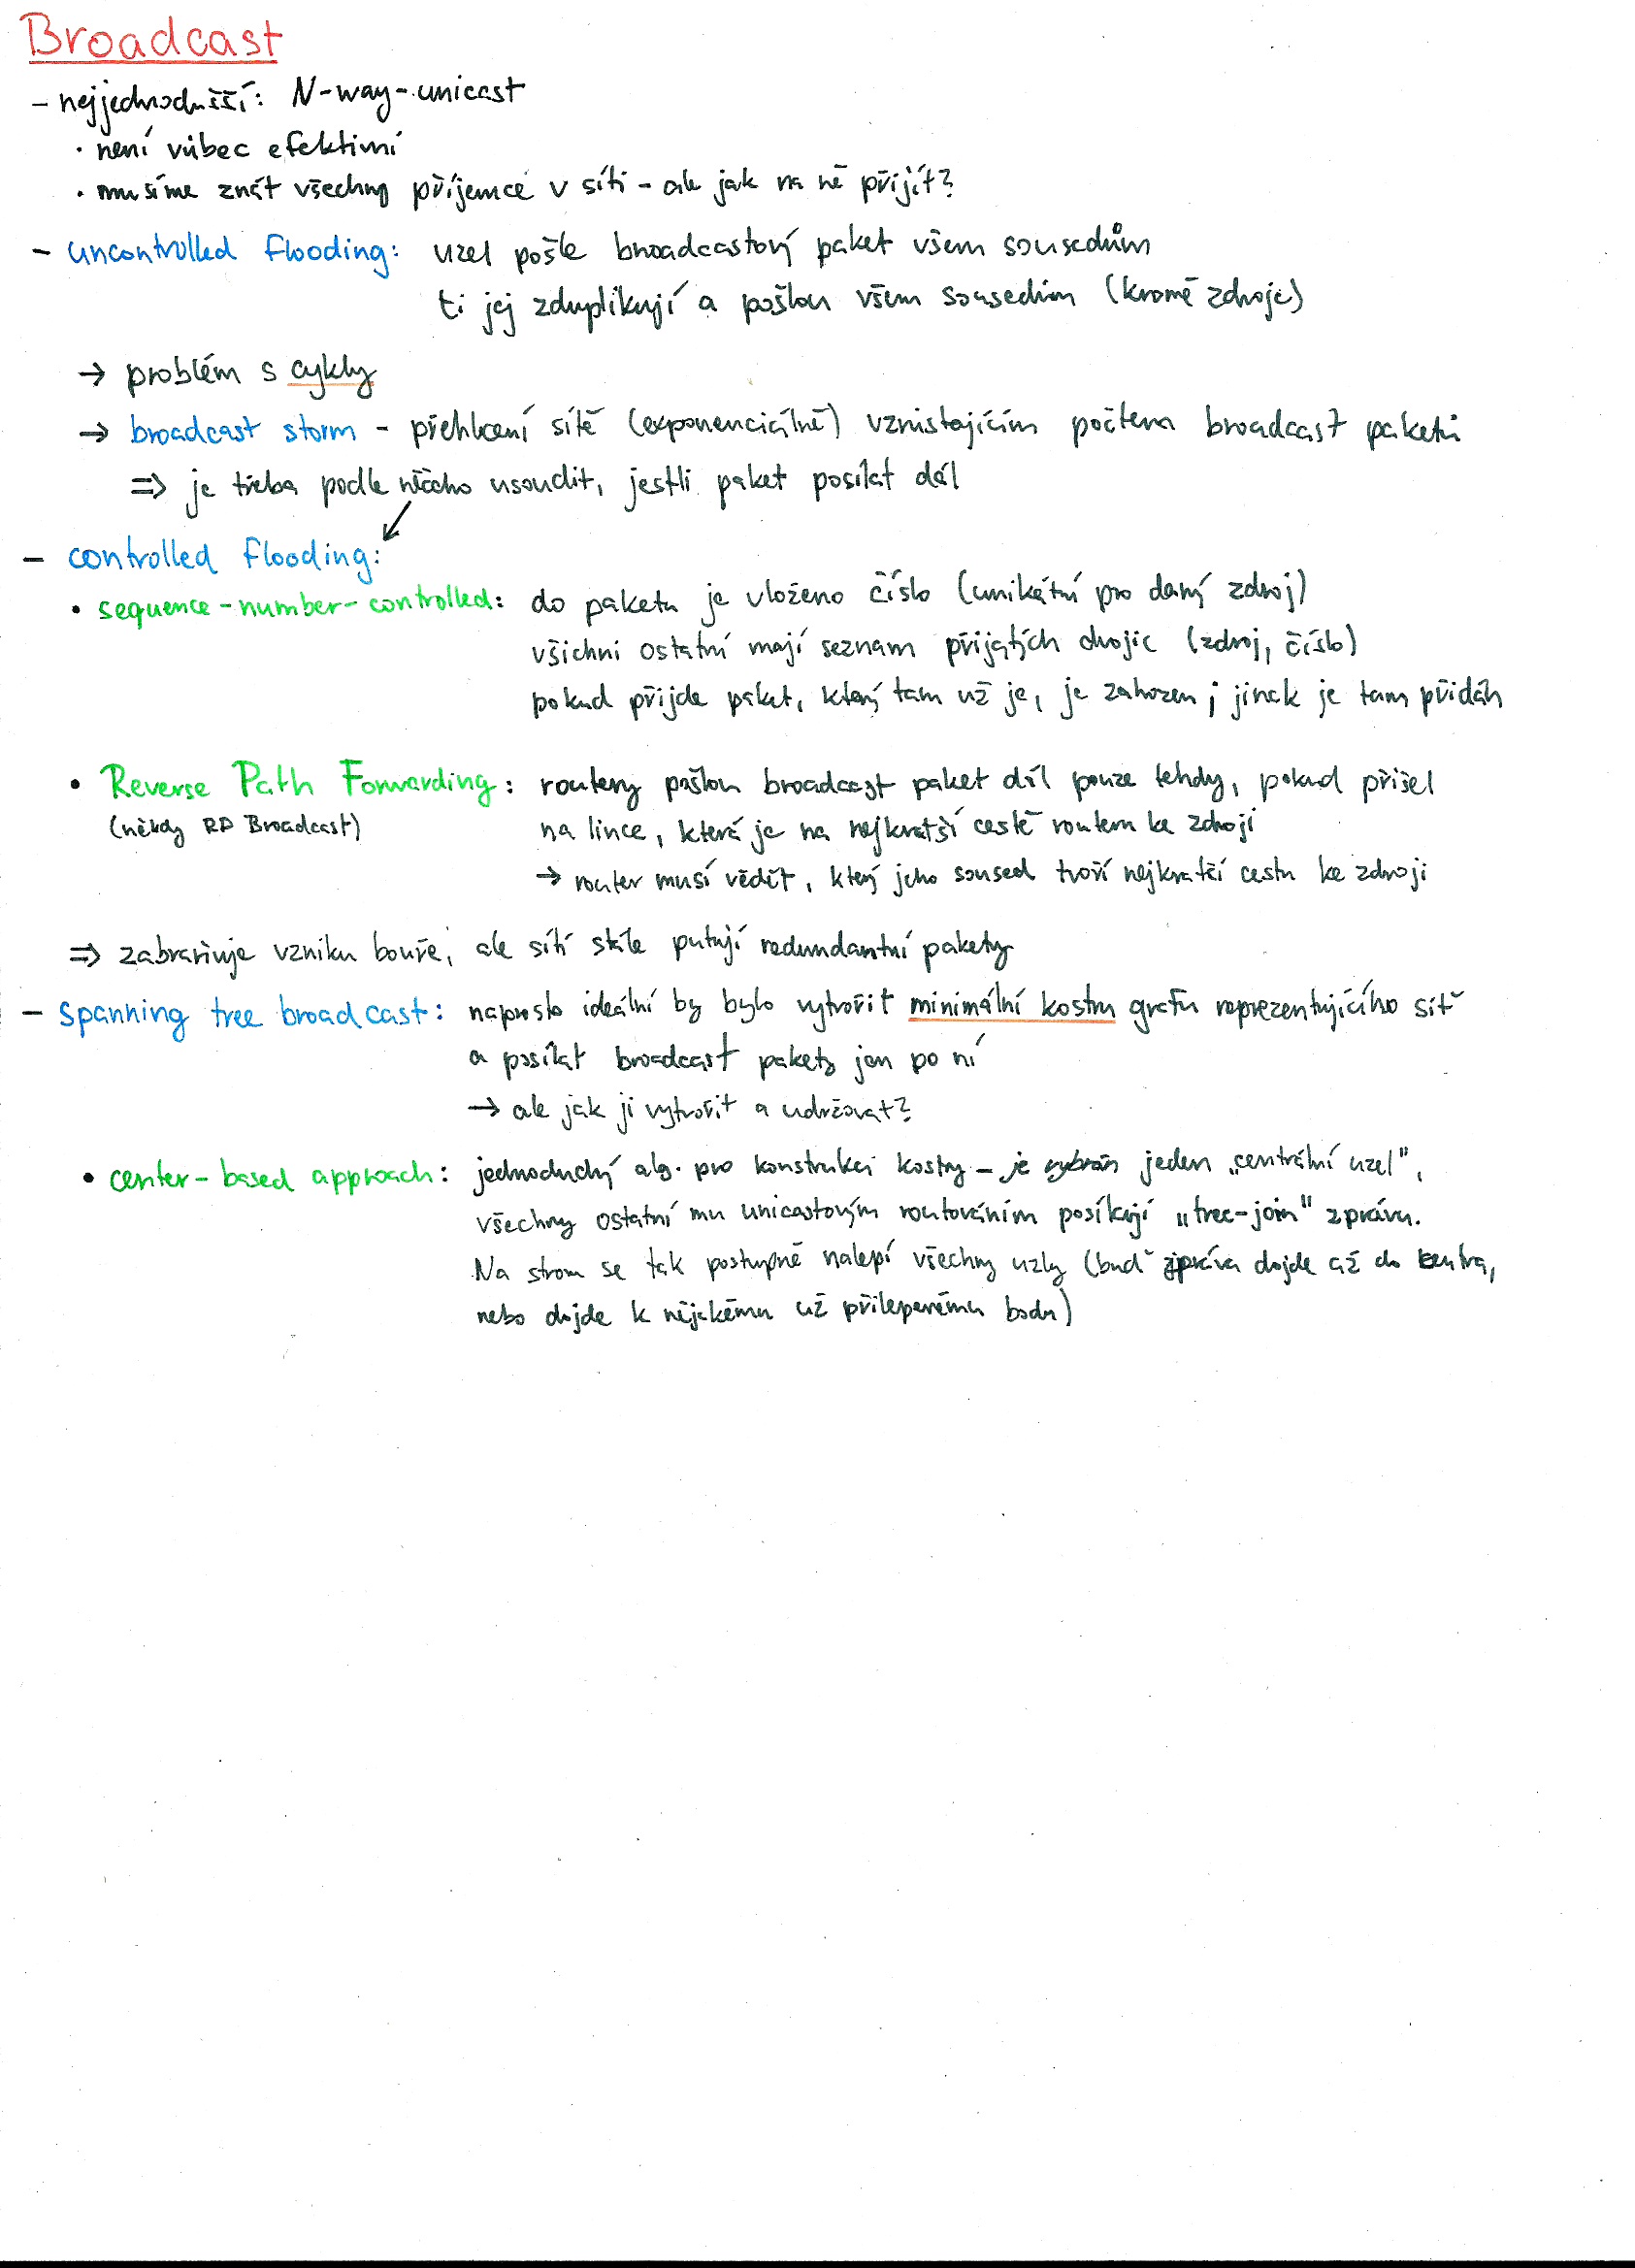 Broadcast
- nejjednodušší: N-way-unicast
· není vůbec efektivní
· musíme znát všechny příjemce v síti - ale jak na ně přijít?
- uncontrolled flooding: uzel pošle broadcastový paket všem sousedům
ti jej zduplikují a pošlou všem sousedům (kromě zdroje)
→ problém s cykly
→ broadcast storm - přehlcení sítě (exponenciálně) vzrůstajícím počtem broadcast paketů
⇒ je třeba podle něčeho usoudit, jestli paket posílat dál
- controlled flooding:
• sequence-number-controlled: do paketu je vloženo číslo (unikátní pro daný zdroj)
všichni ostatní mají seznam přijatých dvojic (zdroj, číslo)
pokud přijde paket, který tam už je, je zahozen; jinak je tam přidán
• Reverse Path Forwarding: routery pošlou broadcast paket dál pouze tehdy, pokud přišel
(někdy RP Broadcast) na lince, která je na nejkratší cestě routeru ke zdroji
→ router musí vědět, který jeho soused tvoří nejkratší cestu ke zdroji
⇒ zabraňuje vzniku bouře, ale sítí stále putují redundantní pakety
- spanning tree broadcast: naprosto ideální by bylo vytvořit minimální kostru grafu reprezentujícího síť
a posílat broadcast pakety jen po ní
→ ale jak ji vytvořit a udržovat?
• center-based approach: jednoduchý alg. pro konstrukci kostry - je vybrán jeden „centrální uzel",
všechny ostatní mu unicastovým routováním posíkají „tree-join" zprávu.
Na strom se tak postupně nalepí všechny uzly (buď zpráva dojde až do centra,
nebo dojde k nějakému už přilepenému bodu)